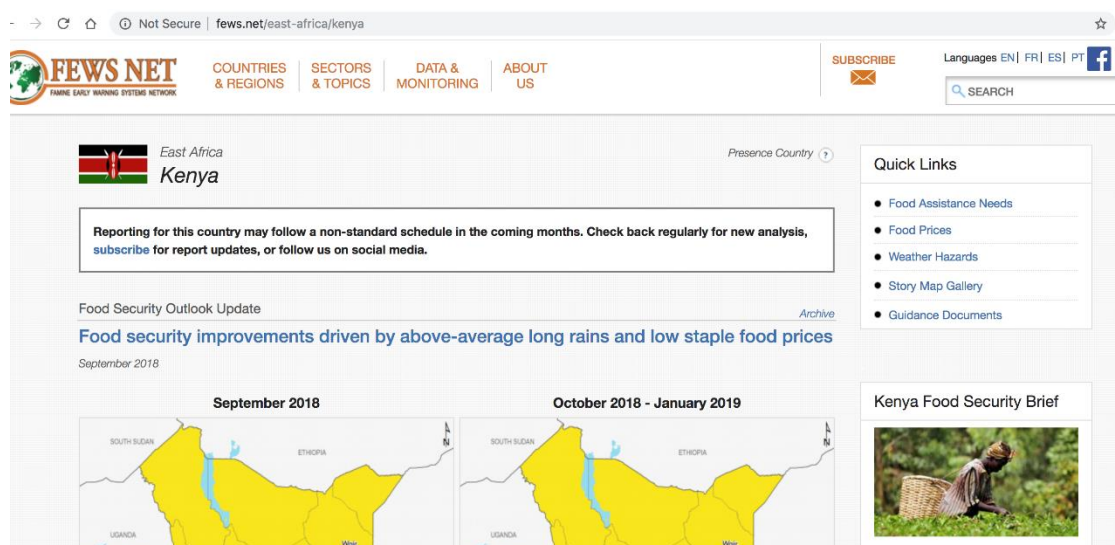 Not Secure | fews.net/east-africa/kenya
FEWS NET
FAMINE EARLY WARNING SYSTEMS NETWORK
COUNTRIES
& REGIONS
SECTORS
& TOPICS
DATA &
MONITORING
ABOUT
US
SUBSCRIBE
Languages EN| FR| ES| PT
SEARCH
East Africa
Kenya
Presence Country ?
Reporting for this country may follow a non-standard schedule in the coming months. Check back regularly for new analysis,
subscribe for report updates, or follow us on social media.
Food Security Outlook Update
Archive
Food security improvements driven by above-average long rains and low staple food prices
September 2018
September 2018
SOUTH SUDAN
ETHIOPIA
UGANDA
Wajir
N
October 2018 - January 2019
SOUTH SUDAN
ETHIOPIA
UGANDA
Wajir
N
Quick Links
Food Assistance Needs
Food Prices
Weather Hazards
Story Map Gallery
Guidance Documents
Kenya Food Security Brief